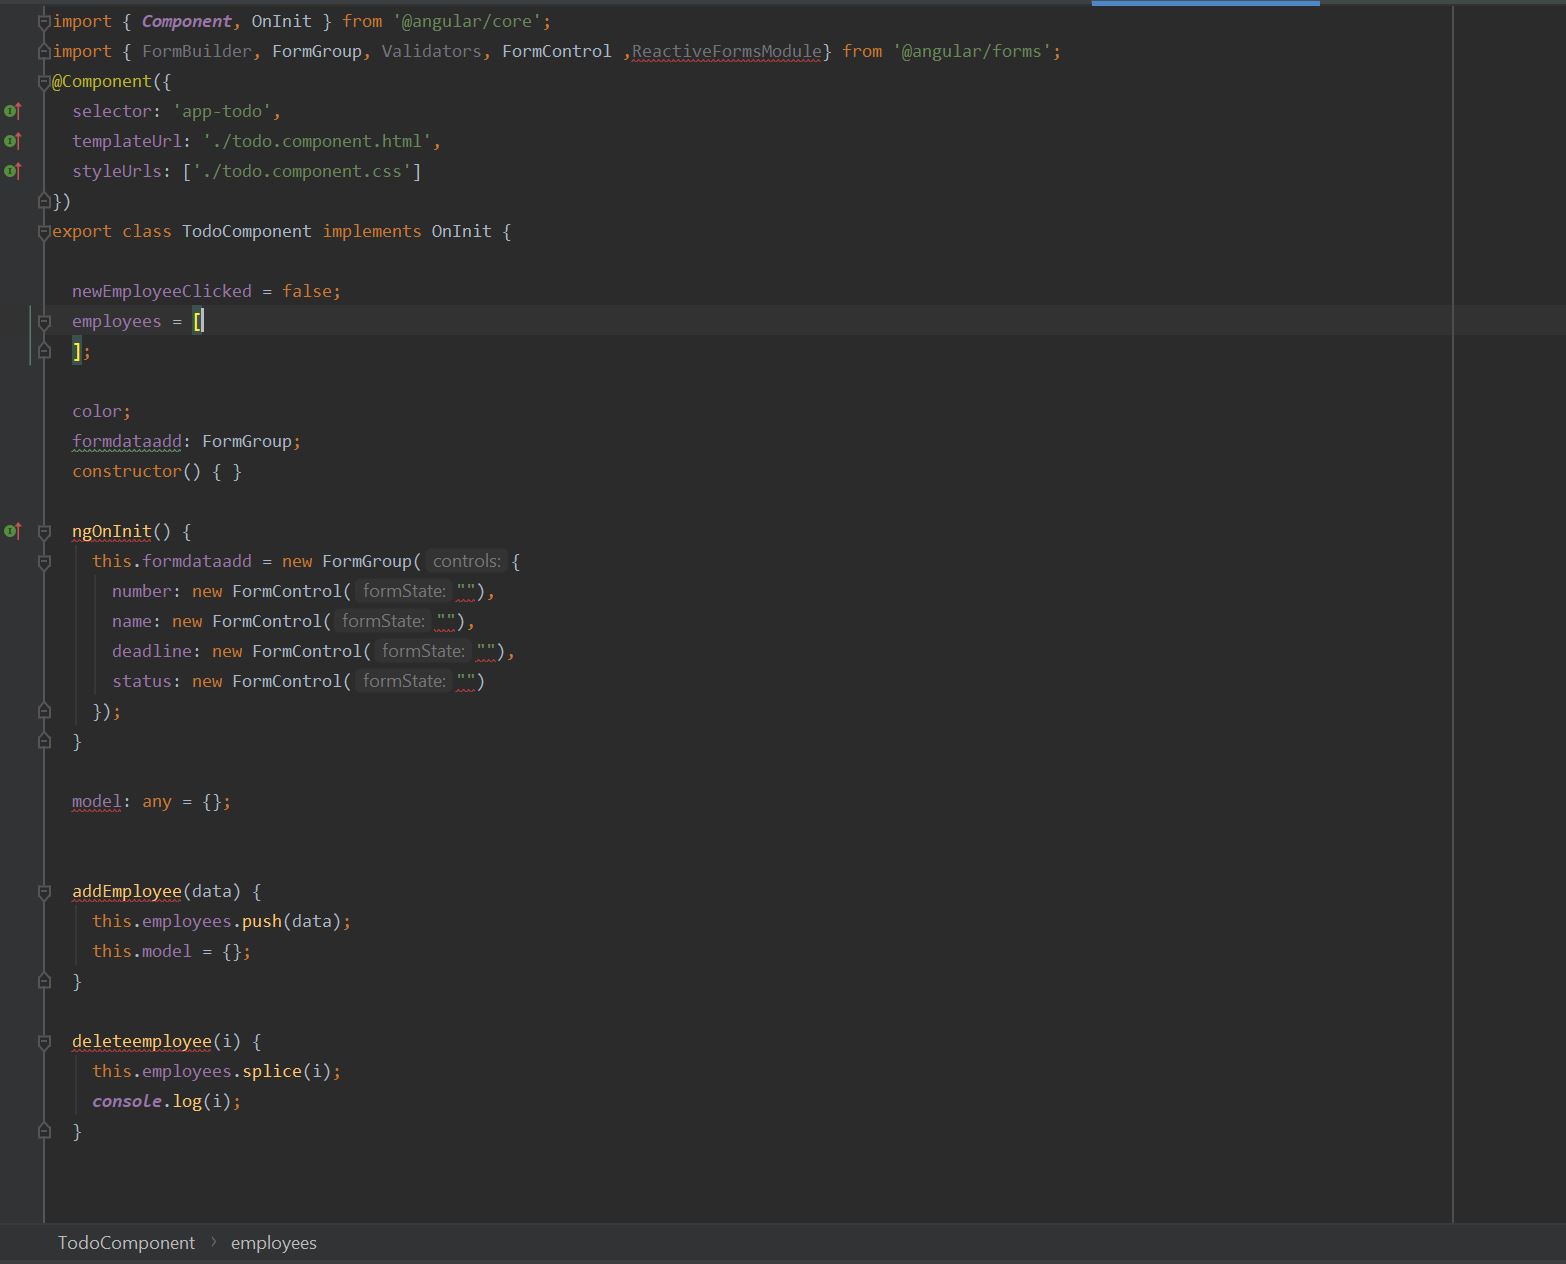 import { Component, OnInit } from '@angular/core';
import { FormBuilder, FormGroup, Validators, FormControl ,ReactiveFormsModule} from '@angular/forms';
@Component({
  selector: 'app-todo',
  templateUrl: './todo.component.html',
  styleUrls: ['./todo.component.css']
})
export class TodoComponent implements OnInit {
  newEmployeeClicked = false;
  employees = [
  ];
  color;
  formdataadd: FormGroup;
  constructor() { }
  ngOnInit() {
    this.formdataadd = new FormGroup( controls: {
      number: new FormControl( formState: ""),
      name: new FormControl( formState: ""),
      deadline: new FormControl( formState: ""),
      status: new FormControl( formState: "")
    });
  }
  model: any = {};
  addEmployee(data) {
    this.employees.push(data);
    this.model = {};
  }
  deleteemployee(i) {
    this.employees.splice(i);
    console.log(i);
  }
TodoComponent › employees